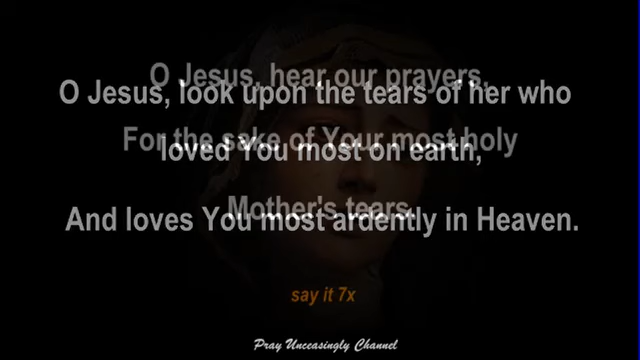 O Jesus, hear our prayers,
O Jesus, look upon the tears of her who
For the sake of Your most holy
loved You most on earth,
Mother's tears.
And loves You most ardently in Heaven.
say it 7x
Pray Unceasingly Channel